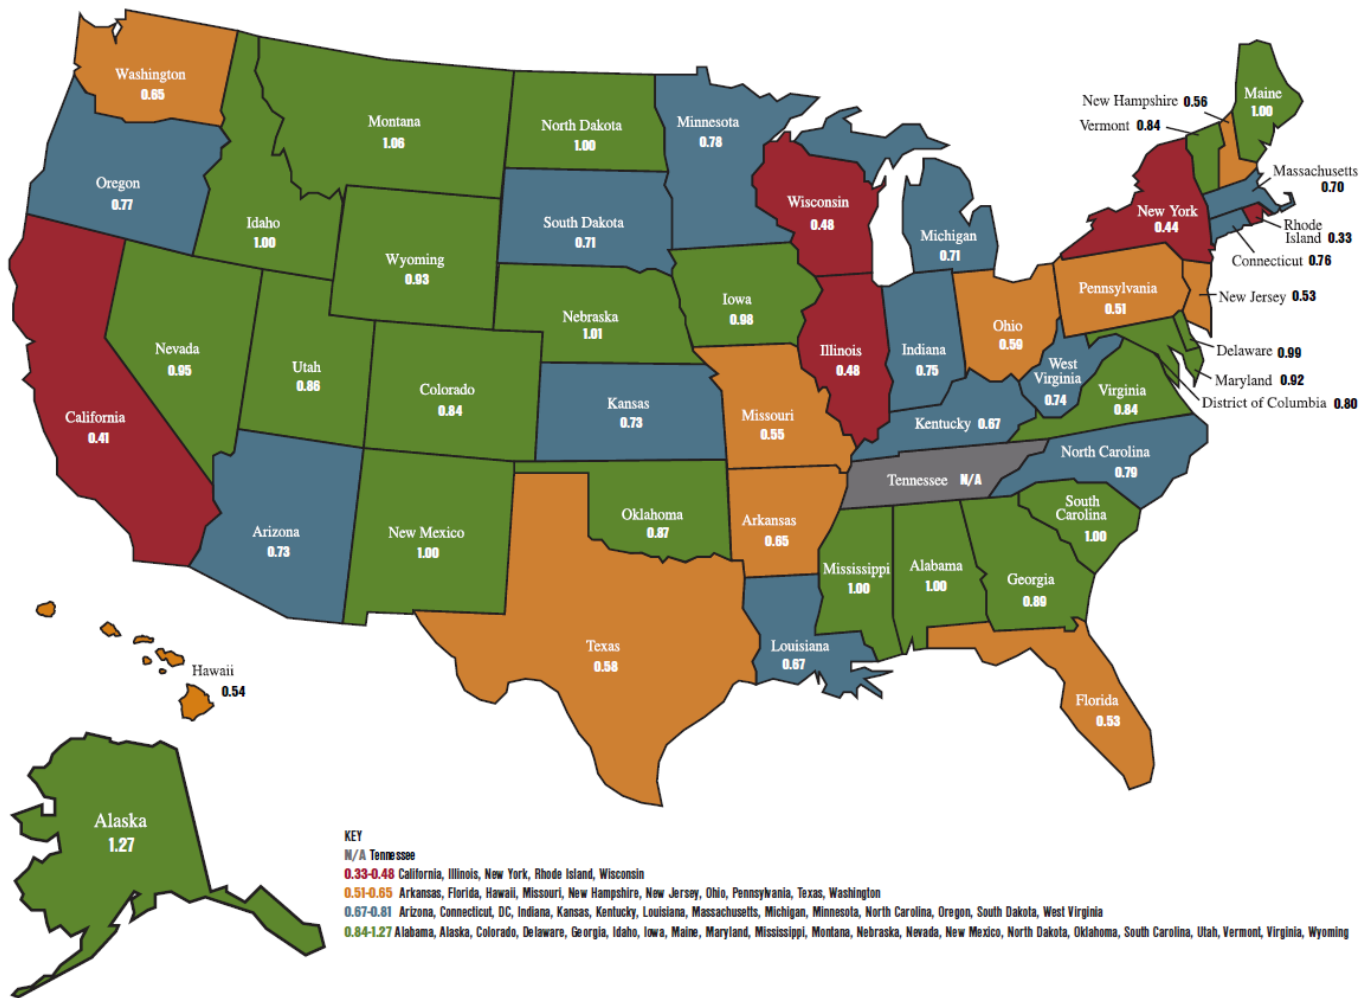 Washington
0.65
Oregon
0.77
California
0.41
Nevada
0.95
Idaho
1.00
Montana
1.06
Wyoming
0.93
Utah
0.86
Arizona
0.73
Colorado
0.84
New Mexico
1.00
North Dakota
1.00
South Dakota
0.71
Nebraska
1.01
Kansas
0.73
Oklahoma
0.87
Texas
0.58
Minnesota
0.78
Iowa
0.98
Missouri
0.55
Arkansas
0.65
Louisiana
0.67
Wisconsin
0.48
Illinois
0.48
Michigan
0.71
Indiana
0.75
Ohio
0.59
Kentucky 0.67
Tennessee N/A
Mississippi
1.00
Alabama
1.00
Georgia
0.89
Florida
0.53
South
Carolina
1.00
North Carolina
0.79
Virginia
0.84
West
Virginia
0.74
Pennsylvania
0.51
New York
0.44
Maine
1.00
New Hampshire 0.56
Vermont 0.84
Massachusetts
0.70
Rhode
Island 0.33
Connecticut 0.76
New Jersey 0.53
Delaware 0.99
Maryland 0.92
District of Columbia 0.80
Hawaii
0.54
Alaska
1.27
KEY
N/A Tennessee
0.33-0.48 California, Illinois, New York, Rhode Island, Wisconsin
0.51-0.65 Arkansas, Florida, Hawaii, Missouri, New Hampshire, New Jersey, Ohio, Pennsylvania, Texas, Washington
0.67-0.81 Arizona, Connecticut, DC, Indiana, Kansas, Kentucky, Louisiana, Massachusetts, Michigan, Minnesota, North Carolina, Oregon, South Dakota, West Virginia
0.84-1.27 Alabama, Alaska, Colorado, Delaware, Georgia, Idaho, Iowa, Maine, Maryland, Mississippi, Montana, Nebraska, Nevada, New Mexico, North Dakota, Oklahoma, South Carolina, Utah, Vermont, Virginia, Wyoming